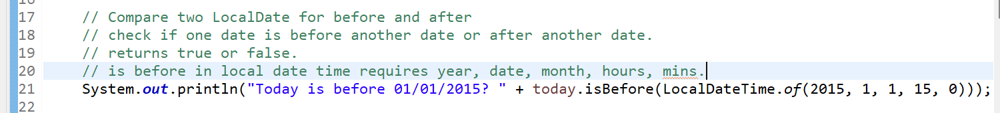 17 // Compare two LocalDate for before and after
18 // check if one date is before another date or after another date.
19 // returns true or false.
20 // is before in local date time requires year, date, month, hours, mins.
21 System.out.println("Today is before 01/01/2015? " + today.isBefore(LocalDateTime.of(2015, 1, 1, 15, 0)));
22